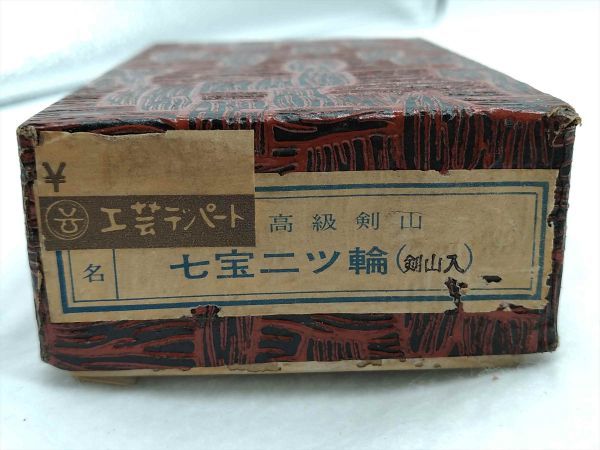 ¥
工芸デパート
高級剣山
名
七宝二ツ輪(剣山入)